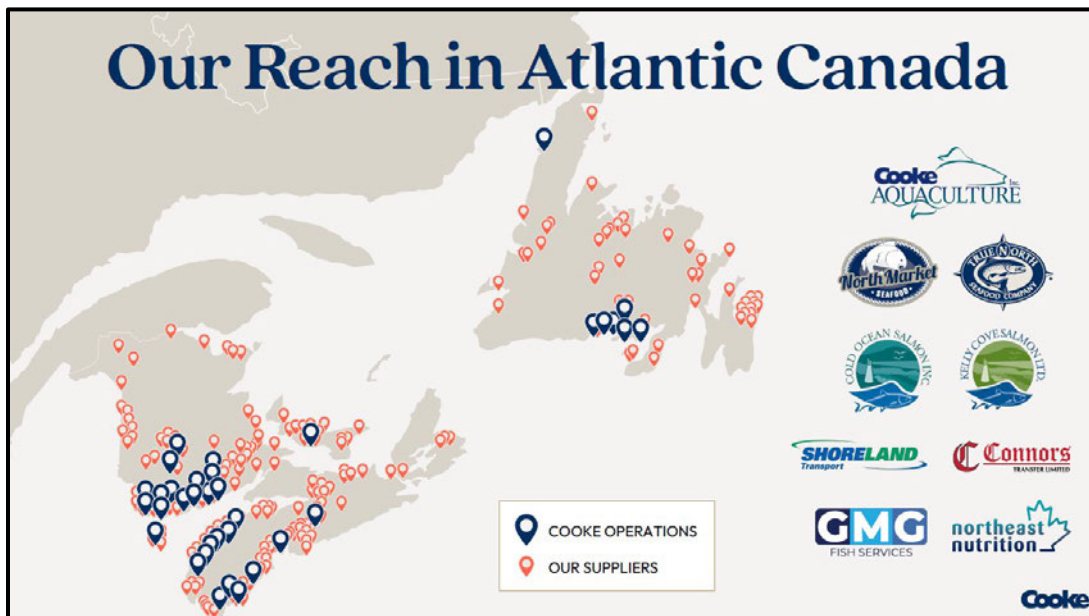 Our Reach in Atlantic Canada
Cooke
AQUACULTURE Inc.
North Market
SEAFOOD
TRUE NORTH
SEAFOOD COMPANY
COLD OCEAN SALMON INC
KELLY COVE SALMON LTD.
SHORELAND
Transport
C Connors
TRANSFER LIMITED
GMG
FISH SERVICES
northeast
nutrition
COOKE OPERATIONS
OUR SUPPLIERS
Cooke